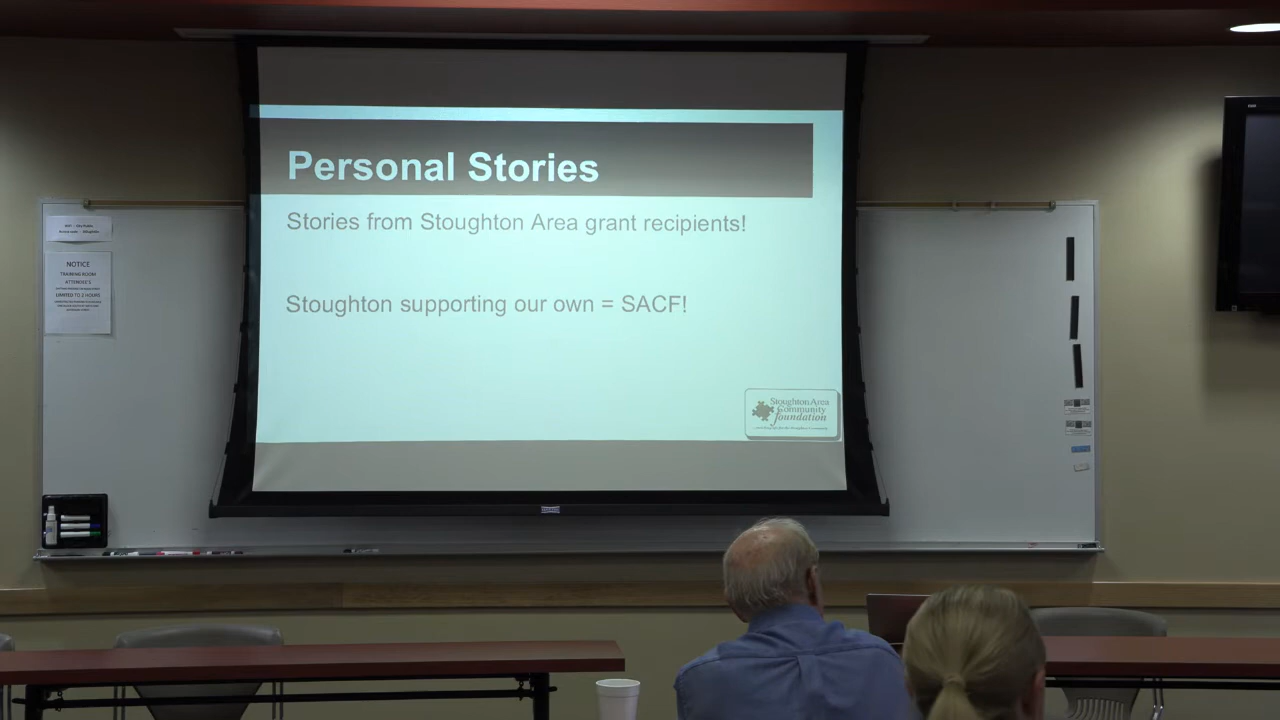 Personal Stories
Stories from Stoughton Area grant recipients!
Stoughton supporting our own = SACF!
Stoughton Area
Community
foundation
NOTICE
TRAINING ROOM
ATTENDEE'S
LIMITED TO 2 HOURS